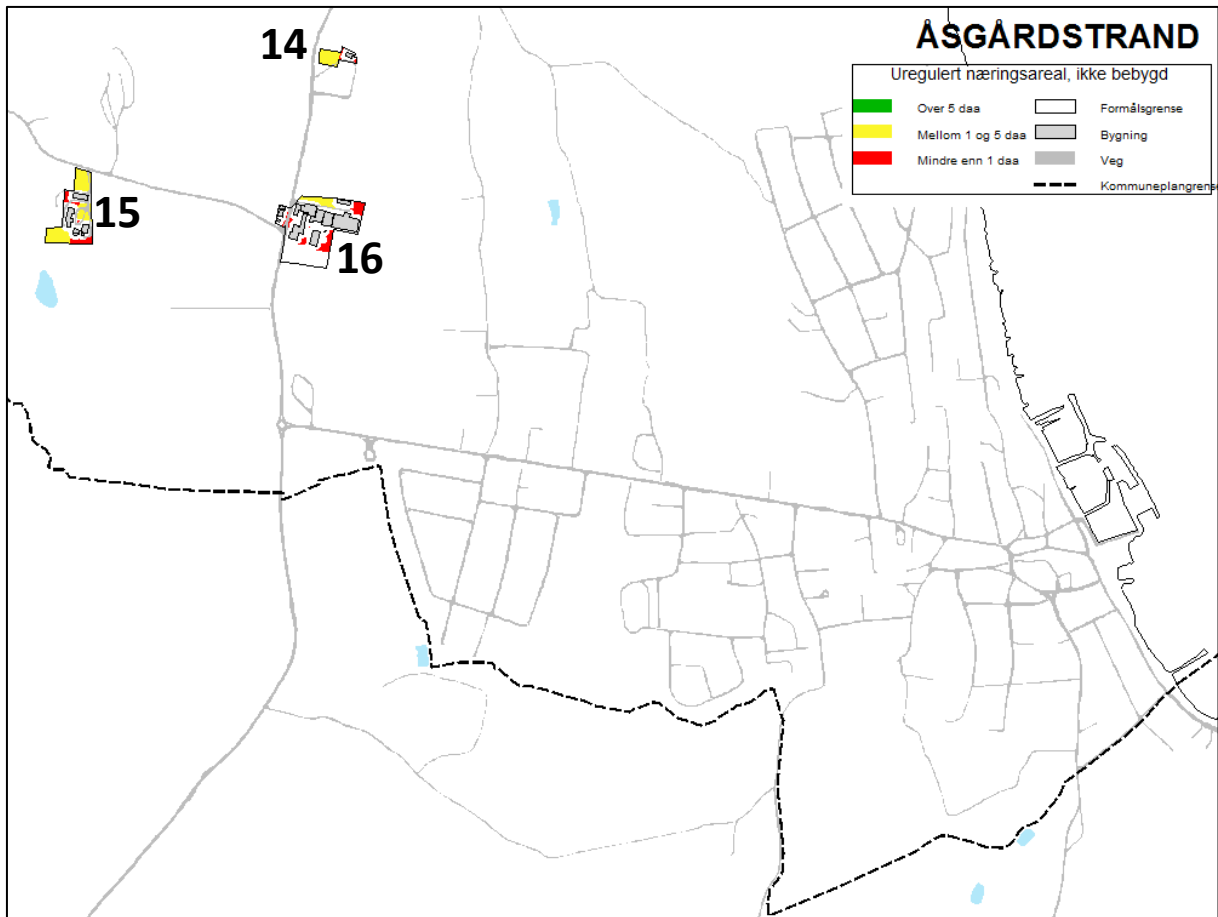 14
ÅSGÅRDSTRAND
Uregulert næringsareal, ikke bebygd
Over 5 daa Formålsgrense
Mellom 1 og 5 daa Bygning
Mindre enn 1 daa Veg
Kommuneplangrense
15
16